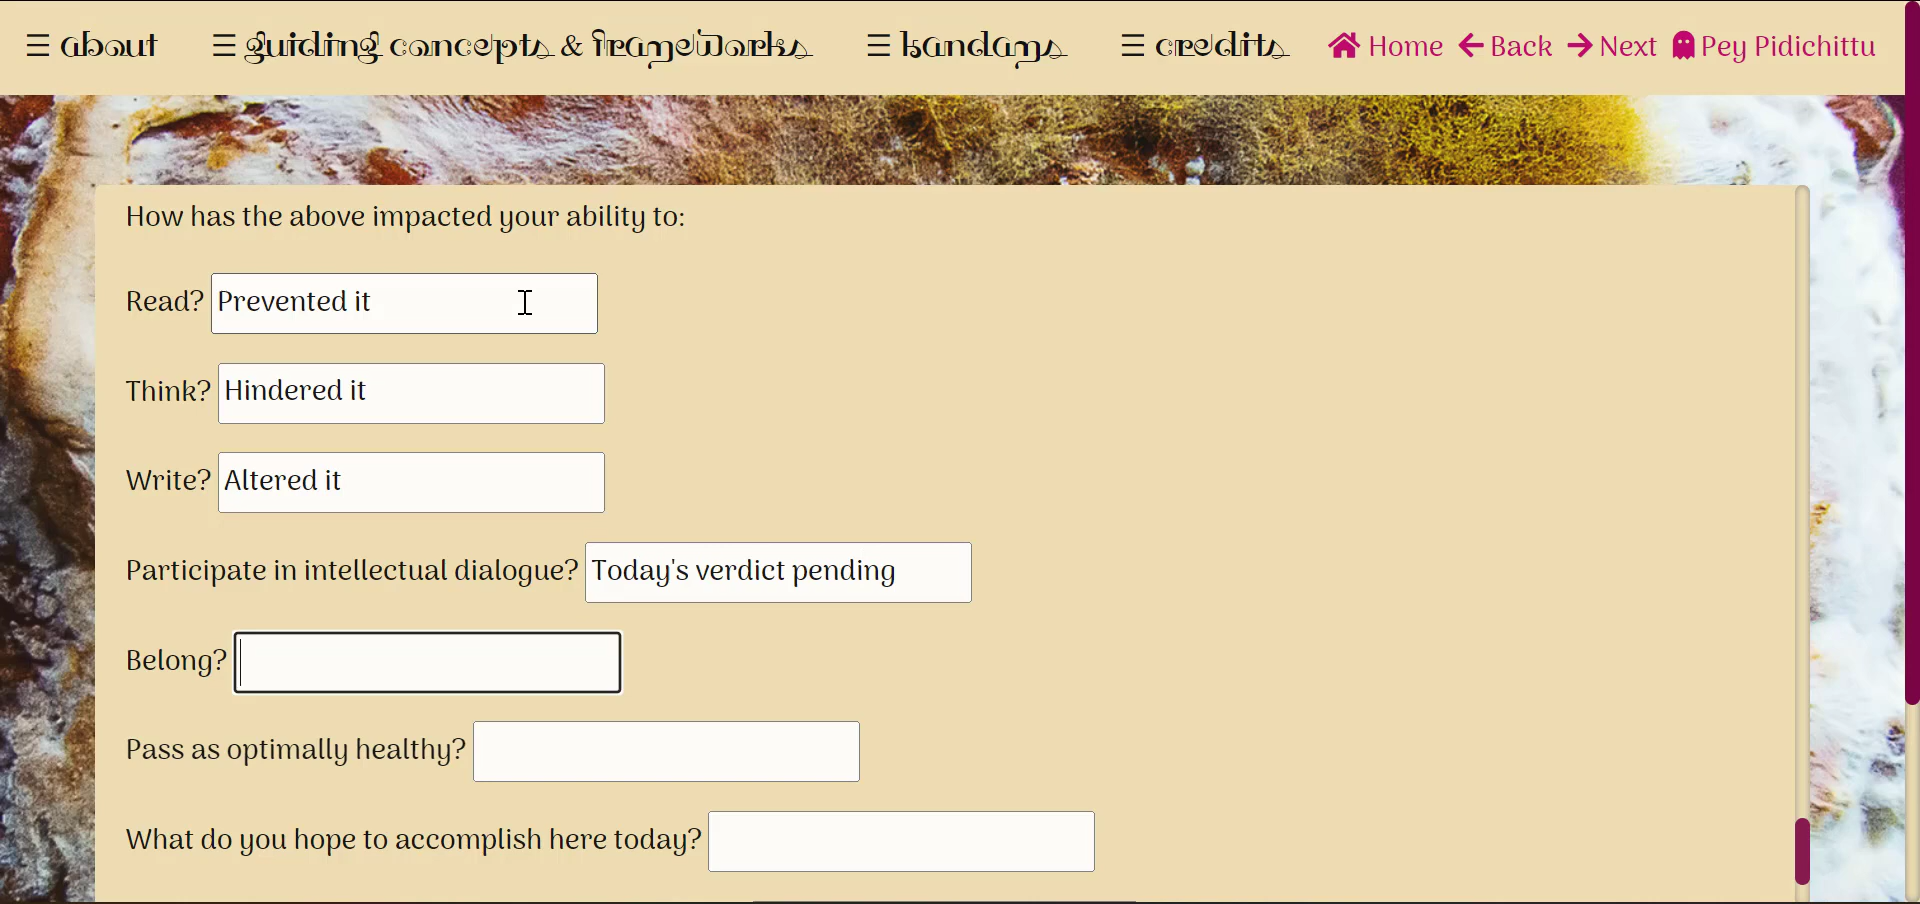 about guiding concepts & frameworks kandams credits Home Back Next Pey Pidichittu
How has the above impacted your ability to:
Read? Prevented it
Think? Hindered it
Write? Altered it
Participate in intellectual dialogue? Today's verdict pending
Belong?
Pass as optimally healthy?
What do you hope to accomplish here today?